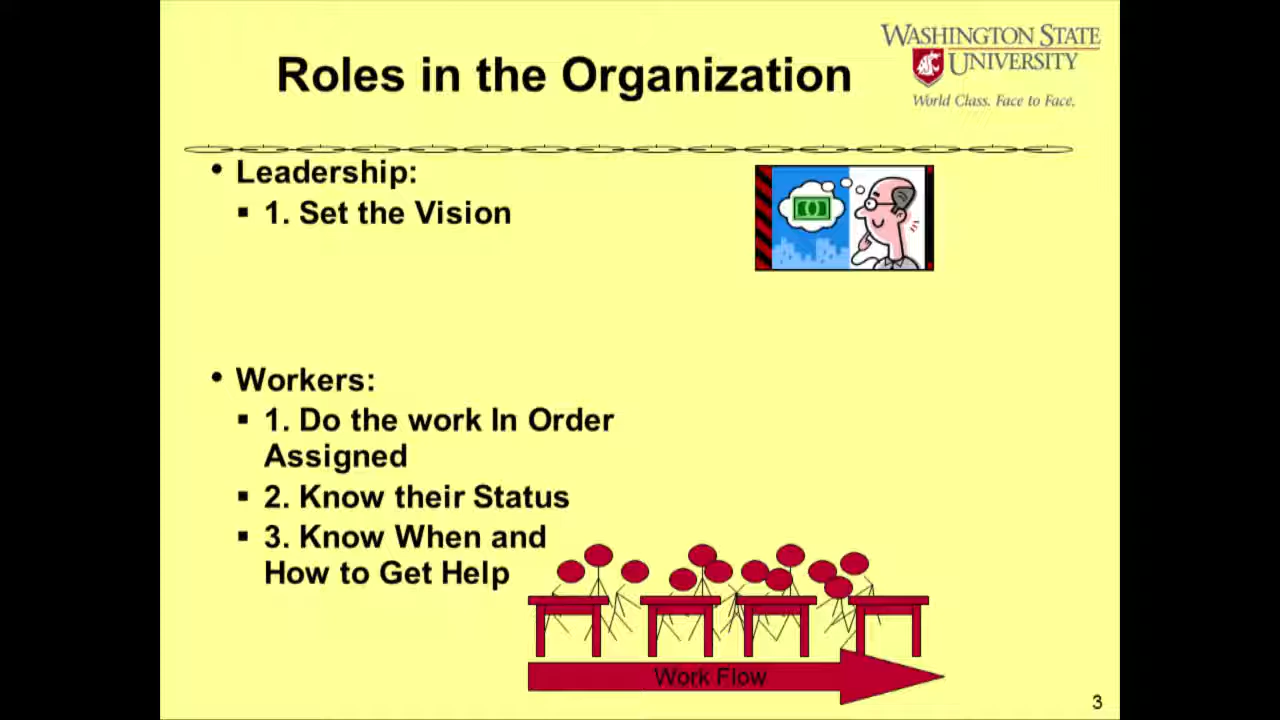 WASHINGTON STATE
UNIVERSITY
World Class. Face to Face.
Roles in the Organization
• Leadership:
▪ 1. Set the Vision
• Workers:
▪ 1. Do the work In Order
Assigned
▪ 2. Know their Status
▪ 3. Know When and
How to Get Help
Work Flow
3